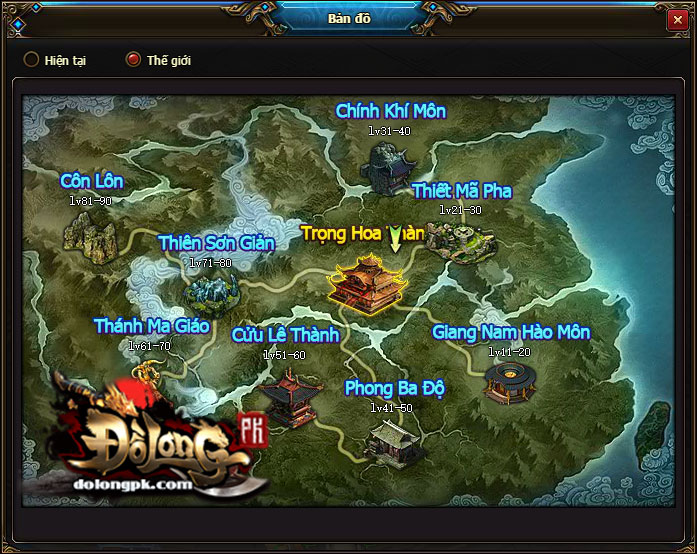 Bản đồ
Hiện tại
Thế giới
Chính Khí Môn
lv31-40
Côn Lôn
lv81-90
Thiết Mã Pha
lv21-30
Thiên Sơn Giản
lv71-80
Trọng Hoa
Thánh Ma Giáo
lv61-70
Cửu Lê Thành
lv51-60
Giang Nam Hào Môn
lv11-20
Phong Ba Độ
lv41-50
ĐồLong PK
dolongpk.com